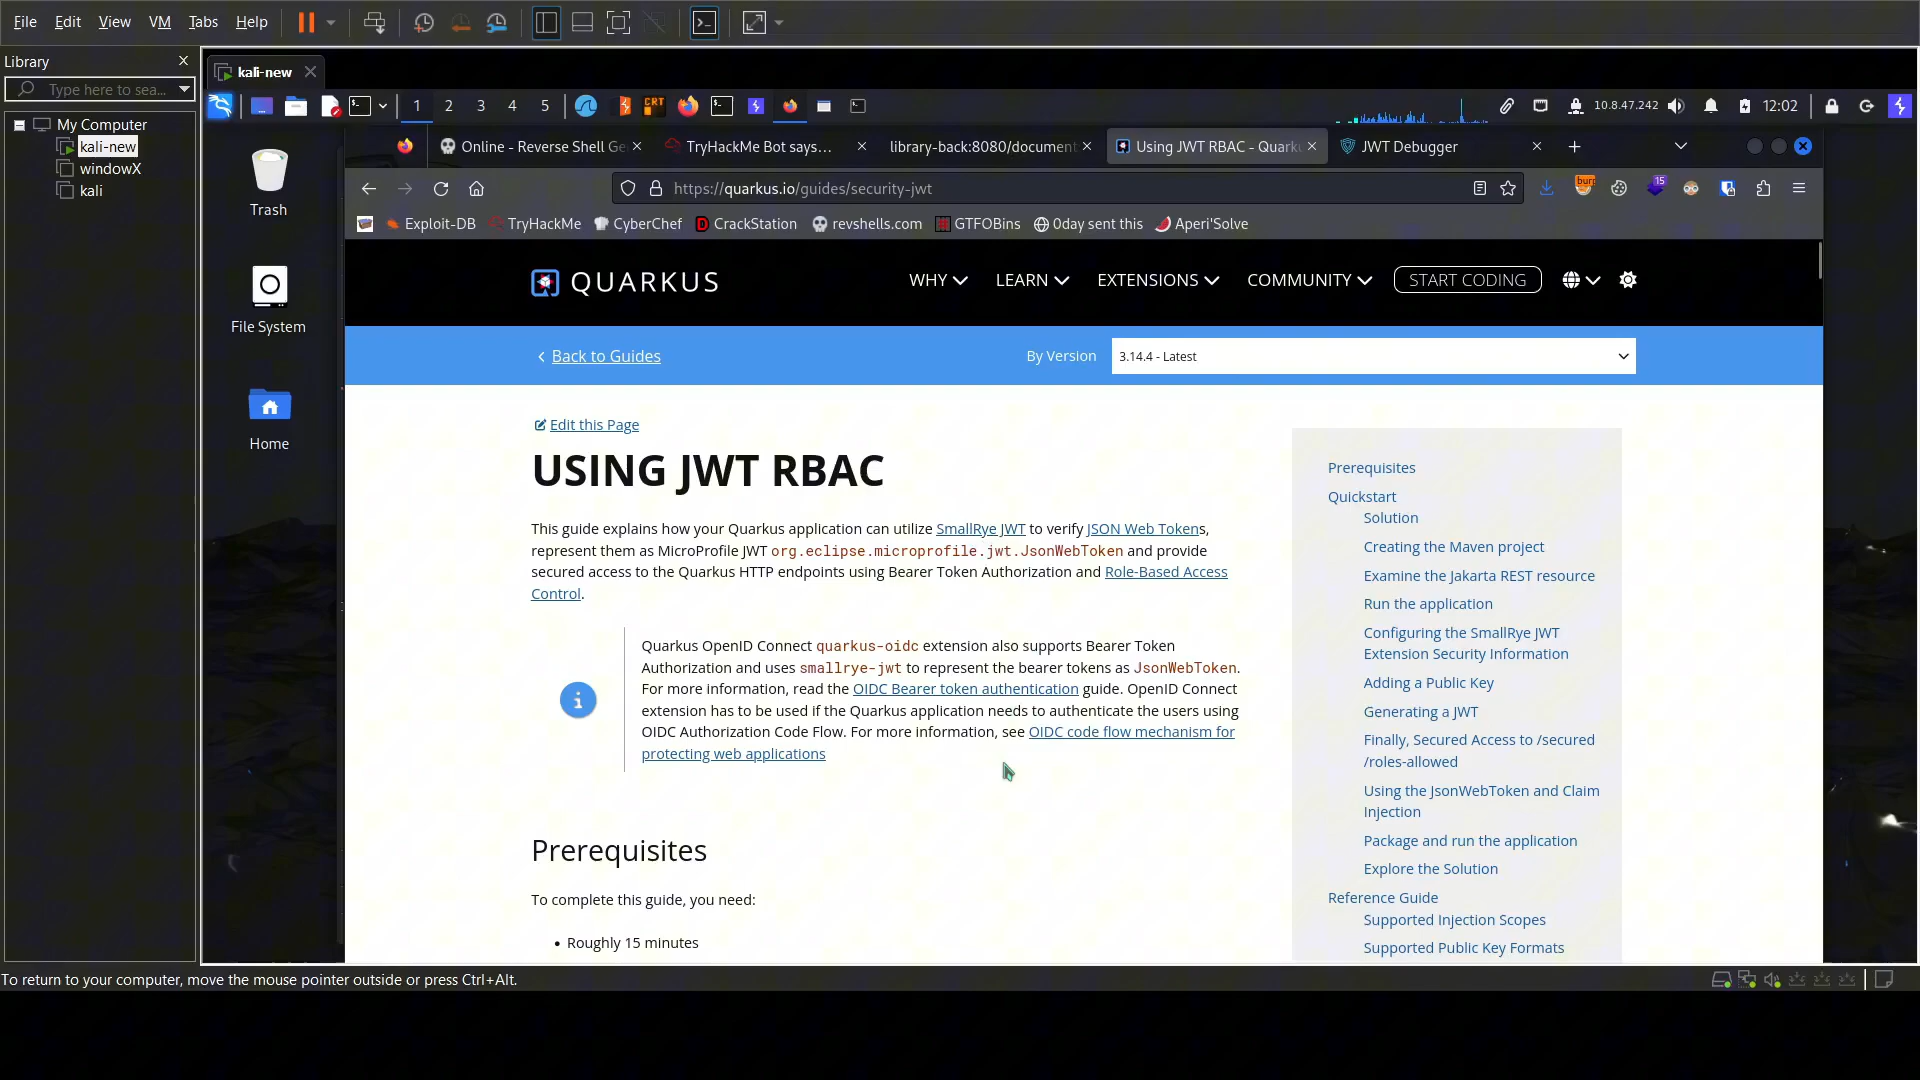 File Edit View VM Tabs Help
Library
kali-new
Type here to sea...
1 2 3 4 5
CRT
10.8.47.242
12:02
My Computer
kali-new
windowX
kali
Online - Reverse Shell Ge
TryHackMe Bot says...
library-back:8080/document
Using JWT RBAC - Quarku
JWT Debugger
Trash
https://quarkus.io/guides/security-jwt
burp
15
Exploit-DB
TryHackMe
CyberChef
CrackStation
revshells.com
GTFOBins
0day sent this
Aperi'Solve
QUARKUS
WHY
LEARN
EXTENSIONS
COMMUNITY
START CODING
File System
Back to Guides
By Version
3.14.4 - Latest
Home
Edit this Page
USING JWT RBAC
This guide explains how your Quarkus application can utilize SmallRye JWT to verify JSON Web Tokens,
represent them as MicroProfile JWT org.eclipse.microprofile.jwt.JsonWebToken and provide
secured access to the Quarkus HTTP endpoints using Bearer Token Authorization and Role-Based Access
Control.
Quarkus OpenID Connect quarkus-oidc extension also supports Bearer Token
Authorization and uses smallrye-jwt to represent the bearer tokens as JsonWebToken.
For more information, read the OIDC Bearer token authentication guide. OpenID Connect
extension has to be used if the Quarkus application needs to authenticate the users using
OIDC Authorization Code Flow. For more information, see OIDC code flow mechanism for
protecting web applications
Prerequisites
To complete this guide, you need:
• Roughly 15 minutes
Prerequisites
Quickstart
Solution
Creating the Maven project
Examine the Jakarta REST resource
Run the application
Configuring the SmallRye JWT
Extension Security Information
Adding a Public Key
Generating a JWT
Finally, Secured Access to /secured
/roles-allowed
Using the JsonWebToken and Claim
Injection
Package and run the application
Explore the Solution
Reference Guide
Supported Injection Scopes
Supported Public Key Formats
To return to your computer, move the mouse pointer outside or press Ctrl+Alt.